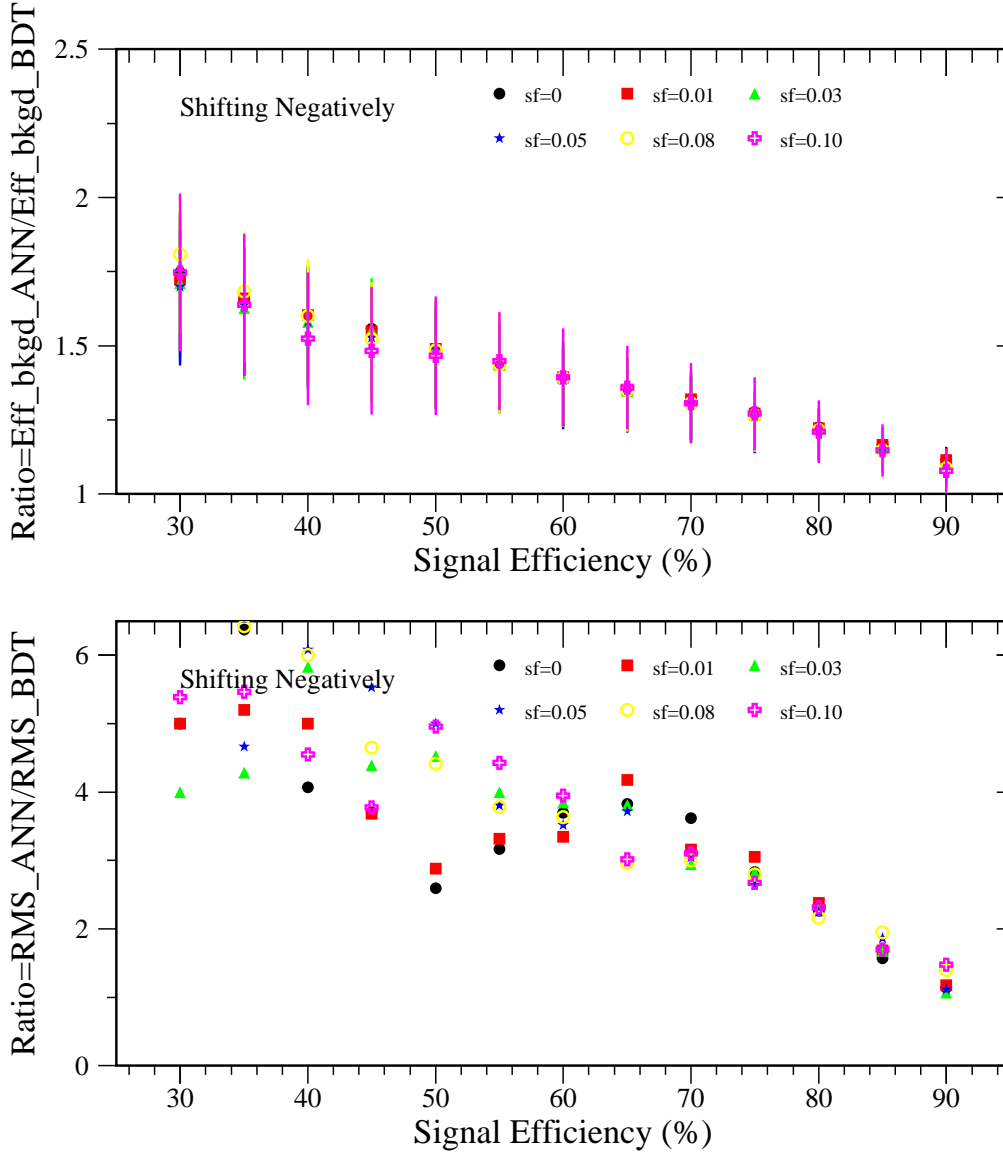 2.5
2
1.5
1
Ratio=Eff_bkgd_ANN/Eff_bkgd_BDT
Shifting Negatively
sf=0 sf=0.01 sf=0.03
sf=0.05 sf=0.08 sf=0.10
30 40 50 60 70 80 90
Signal Efficiency (%)
6
4
2
0
Ratio=RMS_ANN/RMS_BDT
Shifting Negatively
sf=0 sf=0.01 sf=0.03
sf=0.05 sf=0.08 sf=0.10
30 40 50 60 70 80 90
Signal Efficiency (%)